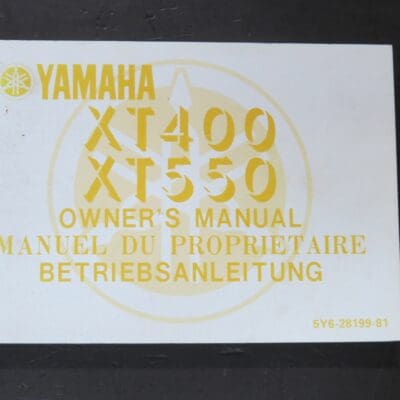 YAMAHA
XT400
XT550
OWNER'S MANUAL
MANUEL DU PROPRIETAIRE
BETRIEBSANLEITUNG
5Y6-28199-81